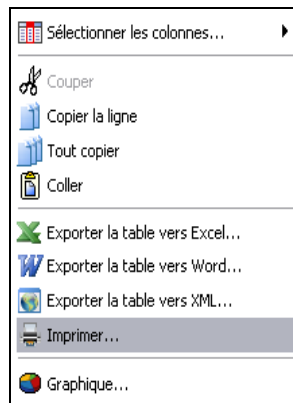 Sélectionner les colonnes...
Couper
Copier la ligne
Tout copier
Coller
Exporter la table vers Excel...
Exporter la table vers Word...
Exporter la table vers XML...
Imprimer...
Graphique...